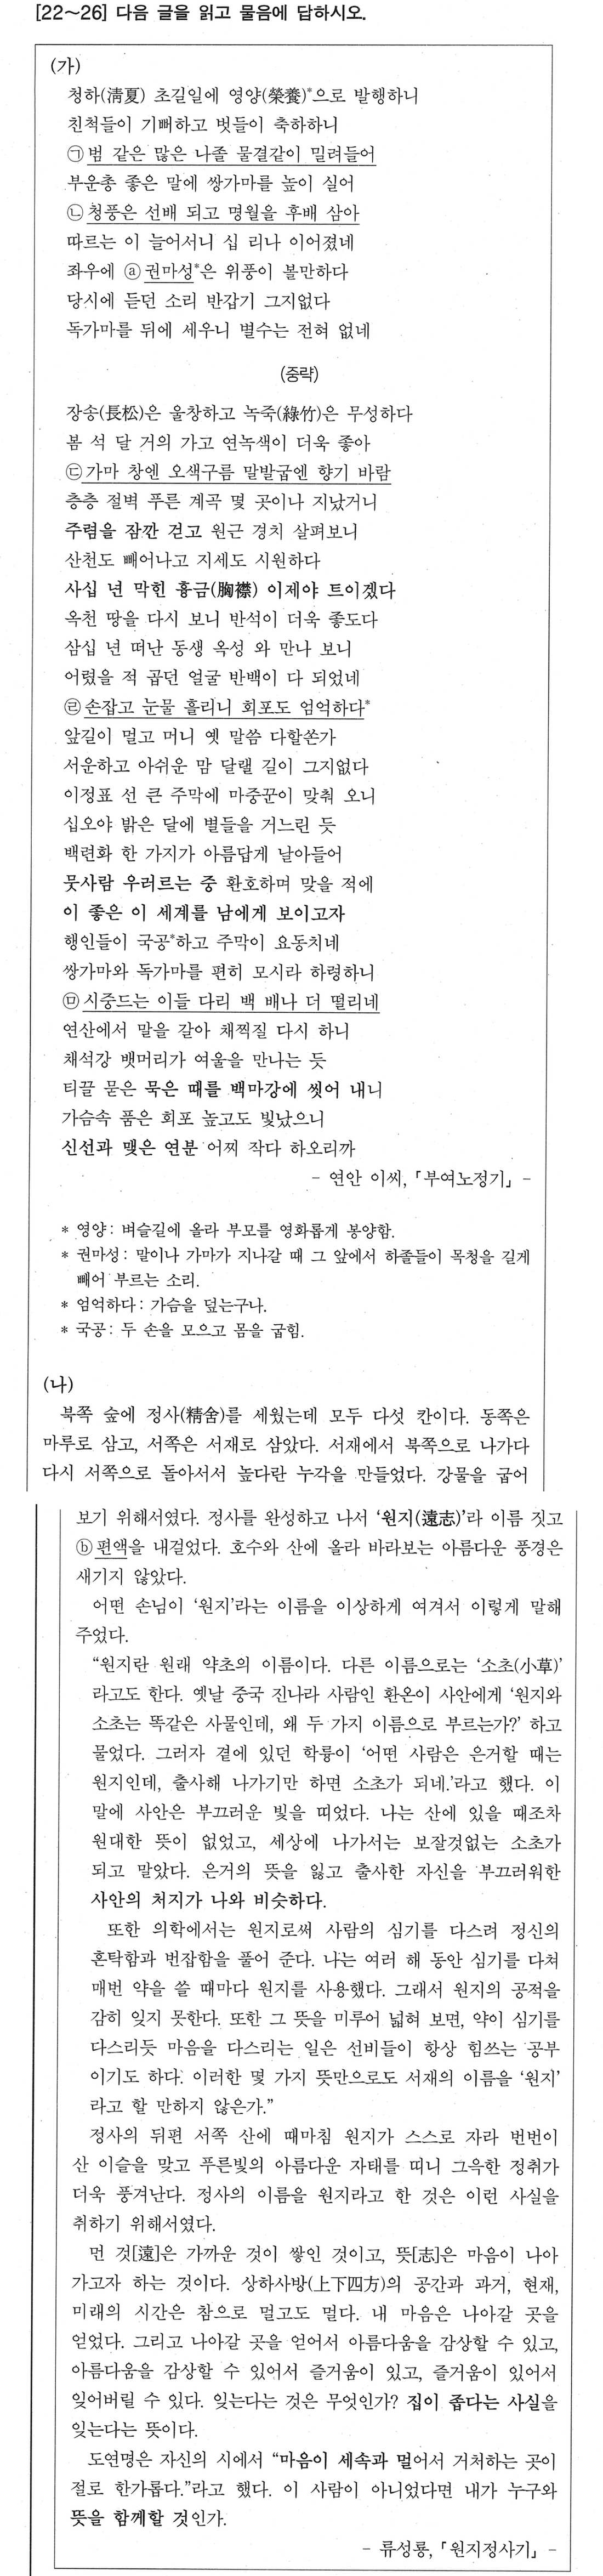 [22~26] 다음 글을 읽고 물음에 답하시오.
(가)
청하(淸夏) 초길일에 영양(榮養)*으로 발행하니
친척들이 기뻐하고 벗들이 축하하니
㉠범 같은 많은 나졸 물결같이 밀려들어
부운총 좋은 말에 쌍가마를 높이 실어
㉡청풍은 선배 되고 명월을 후배 삼아
따르는 이 늘어서니 십 리나 이어졌네
좌우에 ⓐ권마성*은 위풍이 볼만하다
당시에 듣던 소리 반갑기 그지없다
독가마를 뒤에 세우니 별수는 전혀 없네
(중략)
장송(長松)은 울창하고 녹죽(綠竹)은 무성하다
봄 석 달 거의 가고 연녹색이 더욱 좋아
㉢가마 창엔 오색구름 말발굽엔 향기 바람
층층 절벽 푸른 계곡 몇 곳이나 지났거니
주렴을 잠깐 걷고 원근 경치 살펴보니
산천도 빼어나고 지세도 시원하다
사십 년 막힌 흉금(胸襟) 이제야 트이겠다
옥천 땅을 다시 보니 반석이 더욱 좋도다
삼십 년 떠난 동생 옥성 와 만나 보니
어렸을 적 곱던 얼굴 반백이 다 되었네
㉣손잡고 눈물 흘리니 회포도 엄억하다*
앞길이 멀고 머니 옛 말씀 다할쏜가
서운하고 아쉬운 맘 달랠 길이 그지없다
이정표 선 큰 주막에 마중꾼이 맞춰 오니
십오야 밝은 달에 별들을 거느린 듯
백련화 한 가지가 아름답게 날아들어
뭇사람 우러르는 중 환호하며 맞을 적에
이 좋은 이 세계를 남에게 보이고자
행인들이 국공*하고 주막이 요동치네
쌍가마와 독가마를 편히 모시라 하령하니
㉤시중드는 이들 다리 백 배나 더 떨리네
연산에서 말을 갈아 채찍질 다시 하니
채석강 뱃머리가 여울을 만나는 듯
티끌 묻은 묵은 때를 백마강에 씻어 내니
가슴속 품은 회포 높고도 빛났으니
신선과 맺은 연분 어찌 작다 하오리까
- 연안 이씨, 「부여노정기」 -
* 영양: 벼슬길에 올라 부모를 영화롭게 봉양함.
* 권마성: 말이나 가마가 지나갈 때 그 앞에서 하졸들이 목청을 길게
빼어 부르는 소리.
* 엄억하다: 가슴을 덮는구나.
* 국공: 두 손을 모으고 몸을 굽힘.
(나)
북쪽 숲에 정사(精舍)를 세웠는데 모두 다섯 칸이다. 동쪽은
마루로 삼고, 서쪽은 서재로 삼았다. 서재에서 북쪽으로 나가다
다시 서쪽으로 돌아서서 높다란 누각을 만들었다. 강물을 굽어
보기 위해서였다. 정사를 완성하고 나서 '원지(遠志)'라 이름 짓고
ⓑ편액을 내걸었다. 호수와 산에 올라 바라보는 아름다운 풍경은
새기지 않았다.
어떤 손님이 '원지'라는 이름을 이상하게 여겨서 이렇게 말해
주었다.
"원지란 원래 약초의 이름이다. 다른 이름으로는 '소초(小草)'
라고도 한다. 옛날 중국 진나라 사람인 환온이 사안에게 '원지와
소초는 똑같은 사물인데, 왜 두 가지 이름으로 부르는가?' 하고
물었다. 그러자 곁에 있던 학륭이 '어떤 사람은 은거할 때는
원지인데, 출사해 나가기만 하면 소초가 되네.'라고 했다. 이
말에 사안은 부끄러운 빛을 띠었다. 나는 산에 있을 때조차
원대한 뜻이 없었고, 세상에 나가서는 보잘것없는 소초가
되고 말았다. 은거의 뜻을 잃고 출사한 자신을 부끄러워한
사안의 처지가 나와 비슷하다.
또한 의학에서는 원지로써 사람의 심기를 다스려 정신의
혼탁함과 번잡함을 풀어 준다. 나는 여러 해 동안 심기를 다쳐
매번 약을 쓸 때마다 원지를 사용했다. 그래서 원지의 공적을
감히 잊지 못한다. 또한 그 뜻을 미루어 넓혀 보면, 약이 심기를
다스리듯 마음을 다스리는 일은 선비들이 항상 힘쓰는 공부
이기도 하다. 이러한 몇 가지 뜻만으로도 서재의 이름을 '원지'
라고 할 만하지 않은가."
정사의 뒤편 서쪽 산에 때마침 원지가 스스로 자라 번번이
산 이슬을 맞고 푸른빛의 아름다운 자태를 띠니 그윽한 정취가
더욱 풍겨난다. 정사의 이름을 원지라고 한 것은 이런 사실을
취하기 위해서였다.
먼 것[遠]은 가까운 것이 쌓인 것이고, 뜻[志]은 마음이 나아
가고자 하는 것이다. 상하사방(上下四方)의 공간과 과거, 현재,
미래의 시간은 참으로 멀고도 멀다. 내 마음은 나아갈 곳을
얻었다. 그리고 나아갈 곳을 얻어서 아름다움을 감상할 수 있고,
아름다움을 감상할 수 있어서 즐거움이 있고, 즐거움이 있어서
잊어버릴 수 있다. 잊는다는 것은 무엇인가? 집이 좁다는 사실을
잊는다는 뜻이다.
도연명은 자신의 시에서 "마음이 세속과 멀어서 거처하는 곳이
절로 한가롭다."라고 했다. 이 사람이 아니었다면 내가 누구와
뜻을 함께할 것인가.
- 류성룡, 「원지정사기」 -